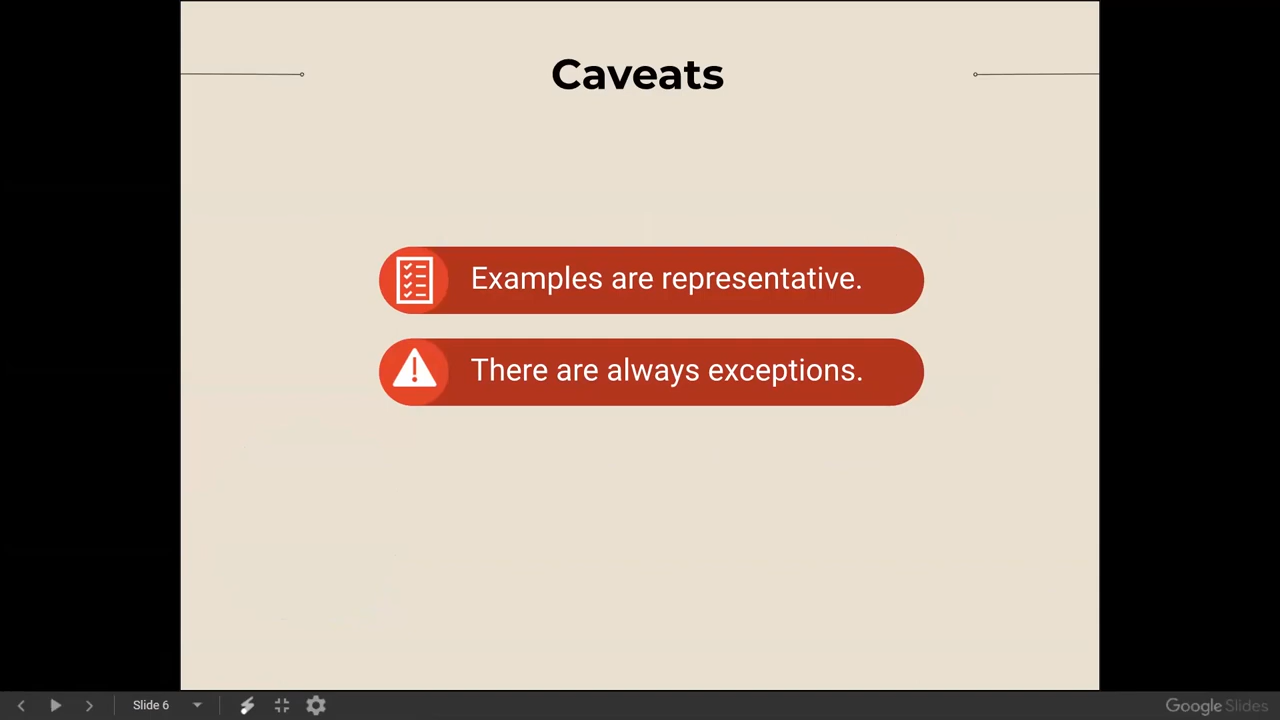 Caveats
Examples are representative.
There are always exceptions.
Slide 6
Google Slides